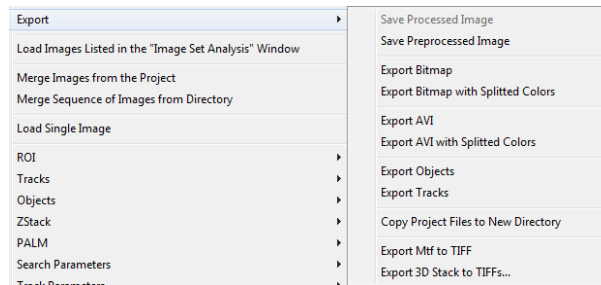 Export
Load Images Listed in the "Image Set Analysis" Window
Merge Images from the Project
Merge Sequence of Images from Directory
Load Single Image
ROI
Tracks
Objects
ZStack
PALM
Search Parameters
Track Parameters
Save Processed Image
Save Preprocessed Image
Export Bitmap
Export Bitmap with Splitted Colors
Export AVI
Export AVI with Splitted Colors
Export Objects
Export Tracks
Copy Project Files to New Directory
Export Mtf to TIFF
Export 3D Stack to TIFFs...